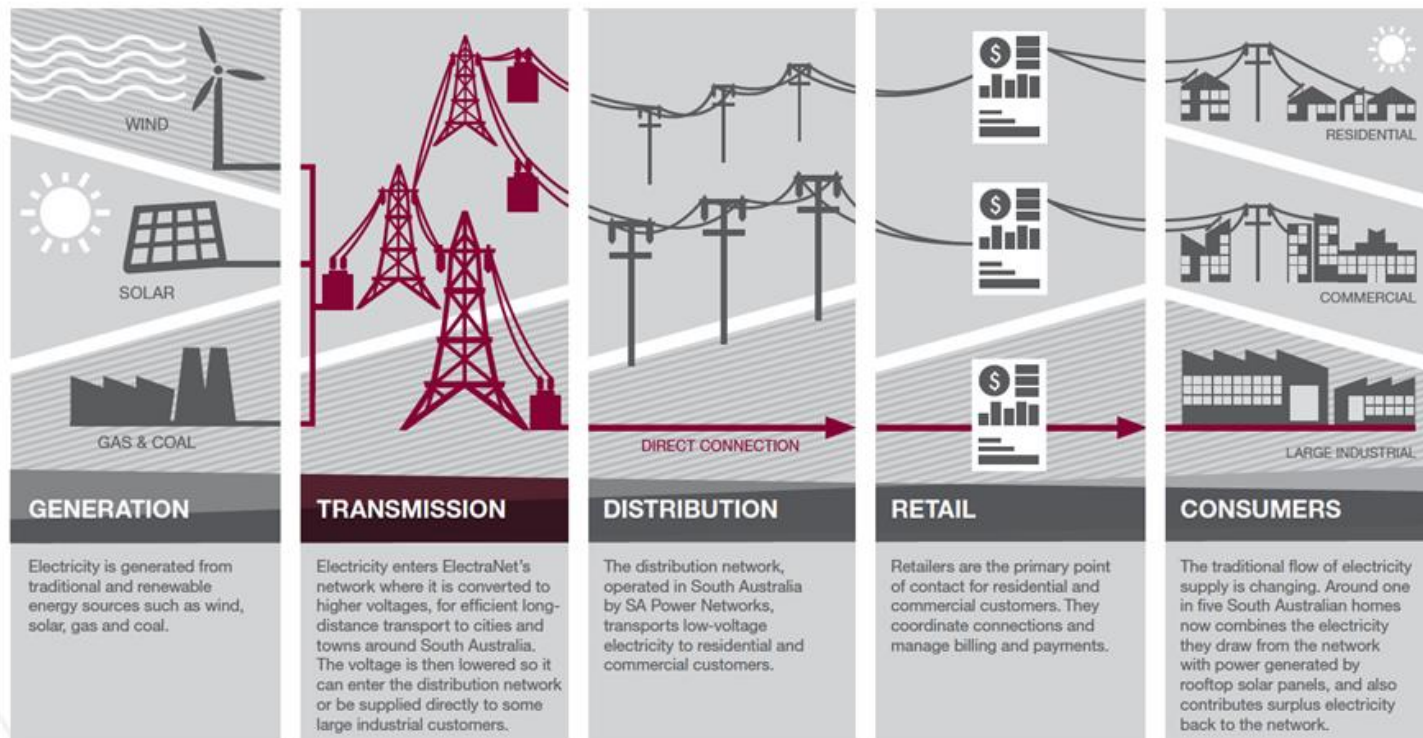 WIND
SOLAR
GAS & COAL
GENERATION
Electricity is generated from
traditional and renewable
energy sources such as wind,
solar, gas and coal.
TRANSMISSION
Electricity enters ElectraNet's
network where it is converted to
higher voltages, for efficient long-
distance transport to cities and
towns around South Australia.
The voltage is then lowered so it
can enter the distribution network
or be supplied directly to some
large industrial customers.
DIRECT CONNECTION
DISTRIBUTION
The distribution network,
operated in South Australia
by SA Power Networks,
transports low-voltage
electricity to residential and
commercial customers.
$
$
$
RETAIL
Retailers are the primary point
of contact for residential and
commercial customers. They
coordinate connections and
manage billing and payments.
RESIDENTIAL
COMMERCIAL
LARGE INDUSTRIAL
CONSUMERS
The traditional flow of electricity
supply is changing. Around one
in five South Australian homes
now combines the electricity
they draw from the network
with power generated by
rooftop solar panels, and also
contributes surplus electricity
back to the network.